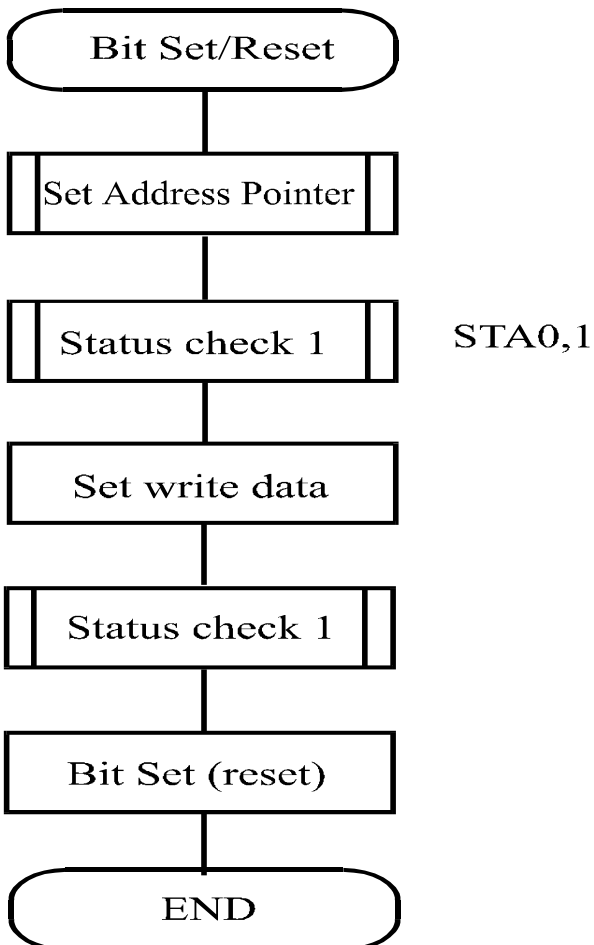 Bit Set/Reset
Set Address Pointer
Status check 1
STA0,1
Set write data
Status check 1
Bit Set (reset)
END